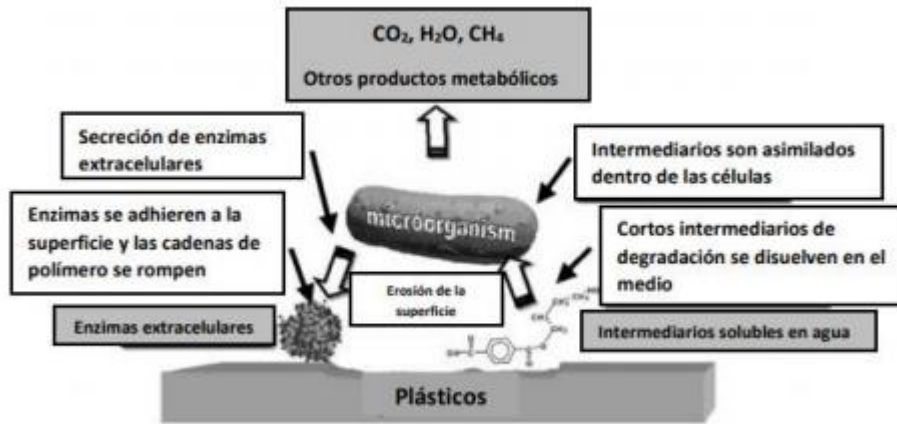 CO₂, H₂O, CH₄
Otros productos metabólicos
Secreción de enzimas
extracelulares
Intermediarios son asimilados
dentro de las células
microorganism
Enzimas se adhieren a la
superficie y las cadenas de
polímero se rompen
Cortos intermediarios de
degradación se disuelven en el
medio
Erosión de la
superficie
Enzimas extracelulares
Intermediarios solubles en agua
Plásticos